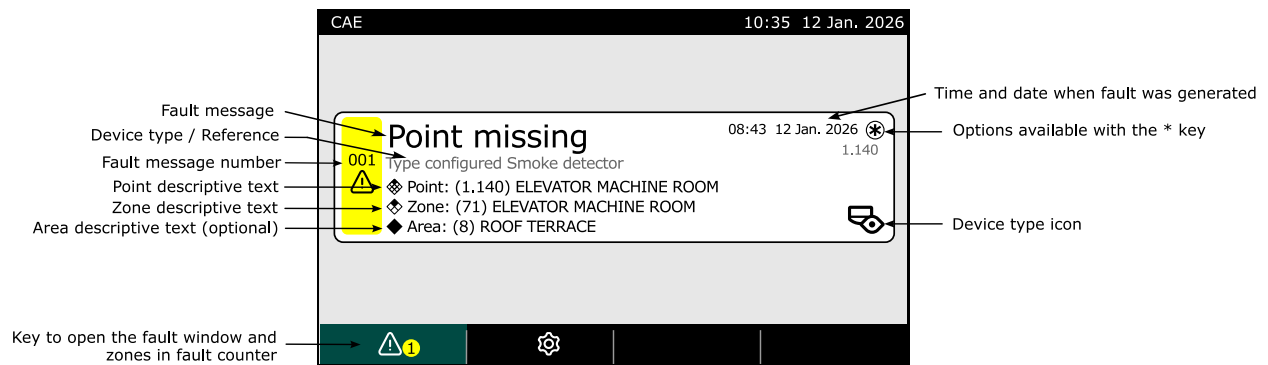 CAE
10:35 12 Jan. 2026
Fault message
Device type / Reference
Fault message number
Point descriptive text
Zone descriptive text
Area descriptive text (optional)
001
Point missing
Type configured Smoke detector
Point: (1.140) ELEVATOR MACHINE ROOM
Zone: (71) ELEVATOR MACHINE ROOM
Area: (8) ROOF TERRACE
08:43 12 Jan. 2026 *
1.140
Time and date when fault was generated
Options available with the * key
Device type icon
Key to open the fault window and
zones in fault counter
1